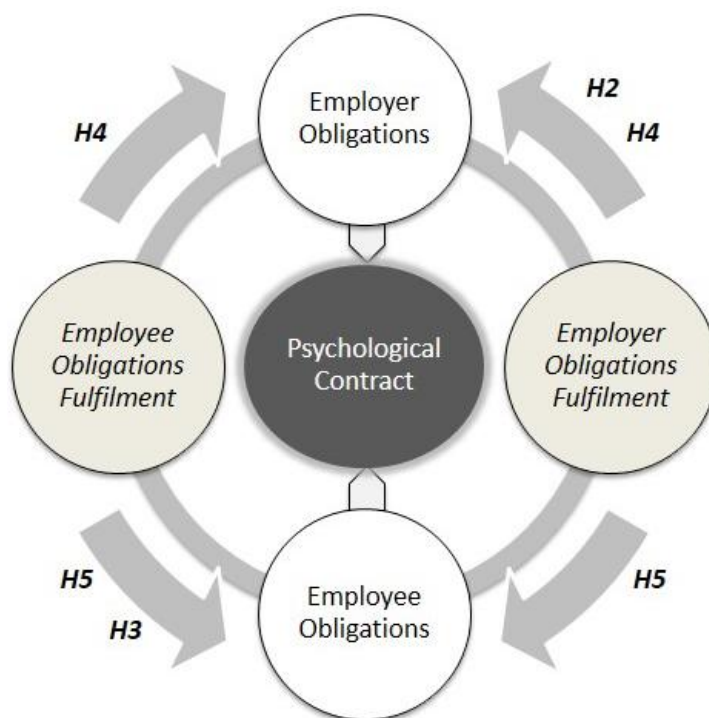 Employer
Obligations
H4
H2
H4
Employee
Obligations
Fulfilment
Psychological
Contract
Employer
Obligations
Fulfilment
H5
H3
Employee
Obligations
H5